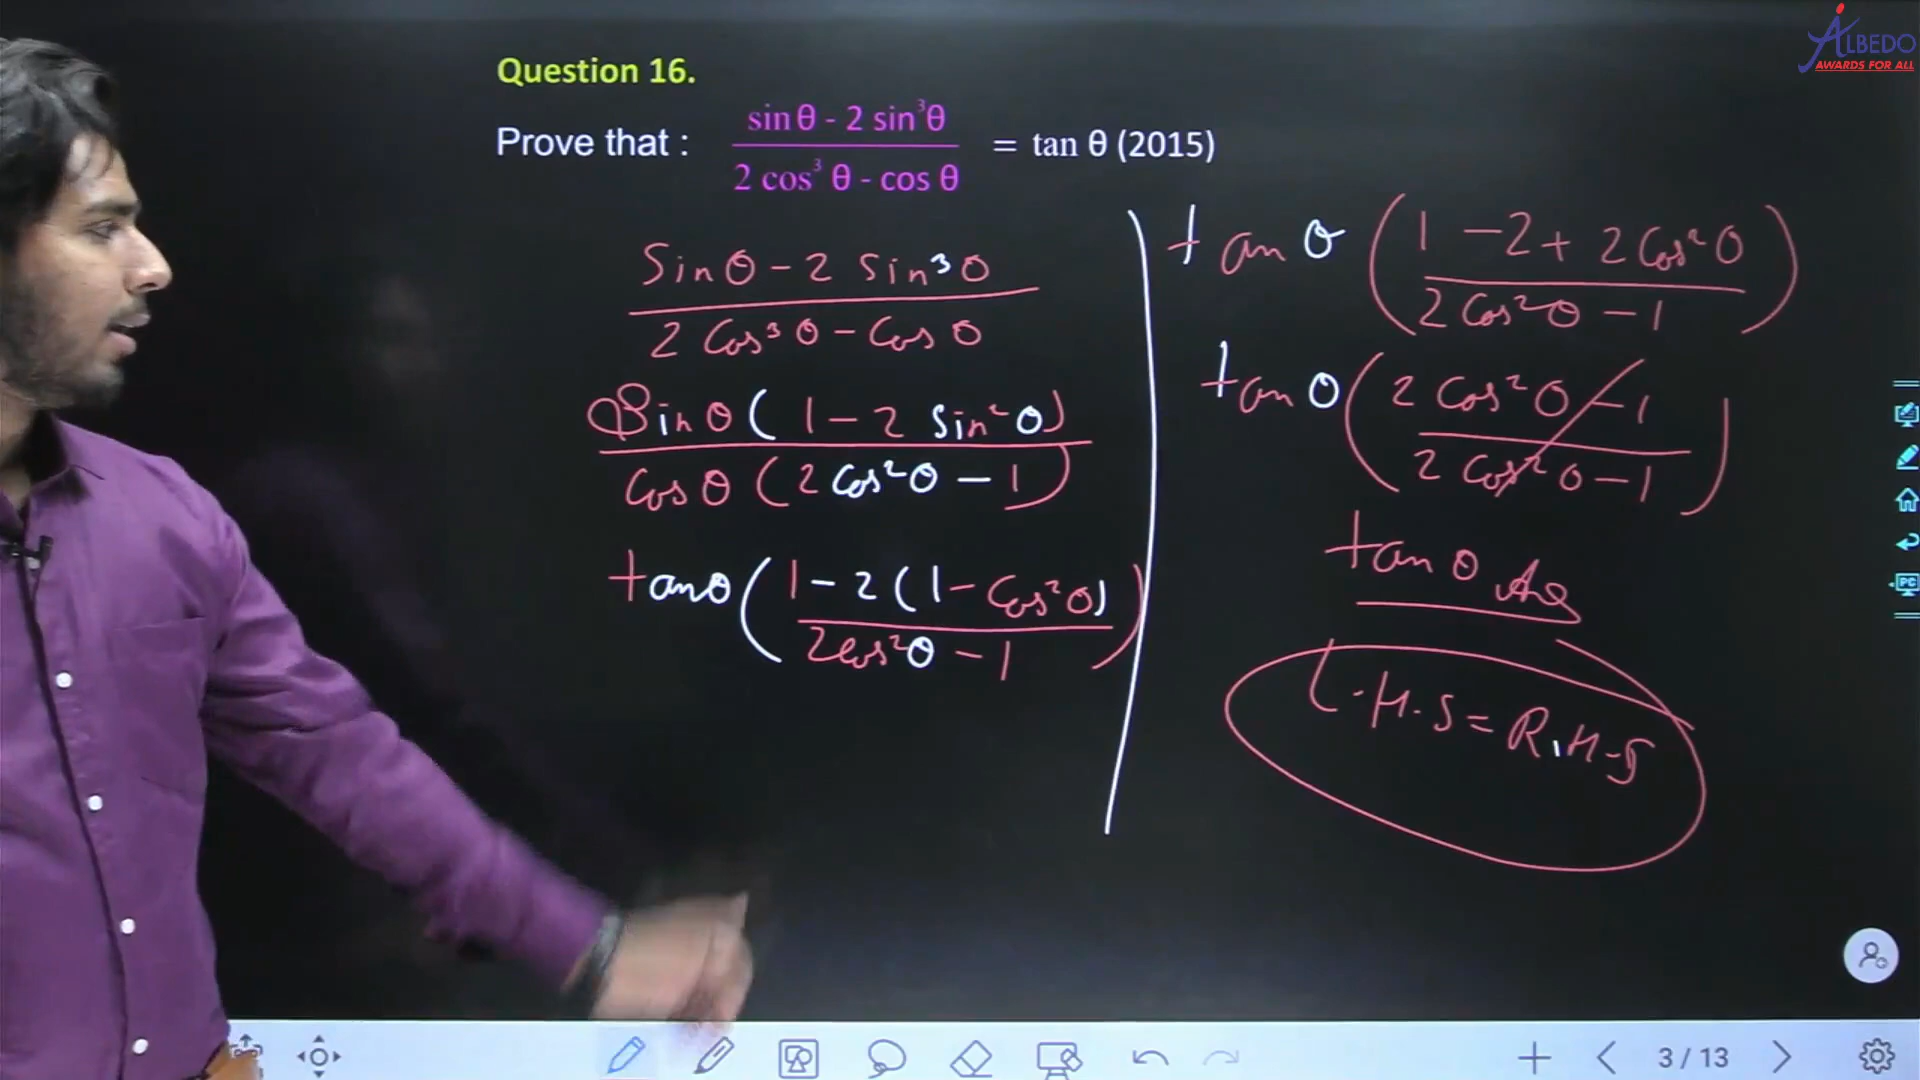 ALBEDO
AWARDS FOR ALL
Question 16.
Prove that : (sin θ - 2 sin³θ) / (2 cos³ θ - cos θ) = tan θ (2015)
Sin θ - 2 Sin³ θ
2 Cos³ θ - Cos θ
Sin θ ( 1 - 2 Sin² θ )
Cos θ ( 2 Cos² θ - 1 )
tan θ ( 1 - 2 ( 1 - Cos² θ )
2 Cos² θ - 1 )
tan θ ( 1 - 2 + 2 Cos² θ
2 Cos² θ - 1 )
tan θ ( 2 Cos² θ - 1
2 Cos² θ - 1 )
tan θ Ans
L.H.S = R.H.S
PC
3 / 13